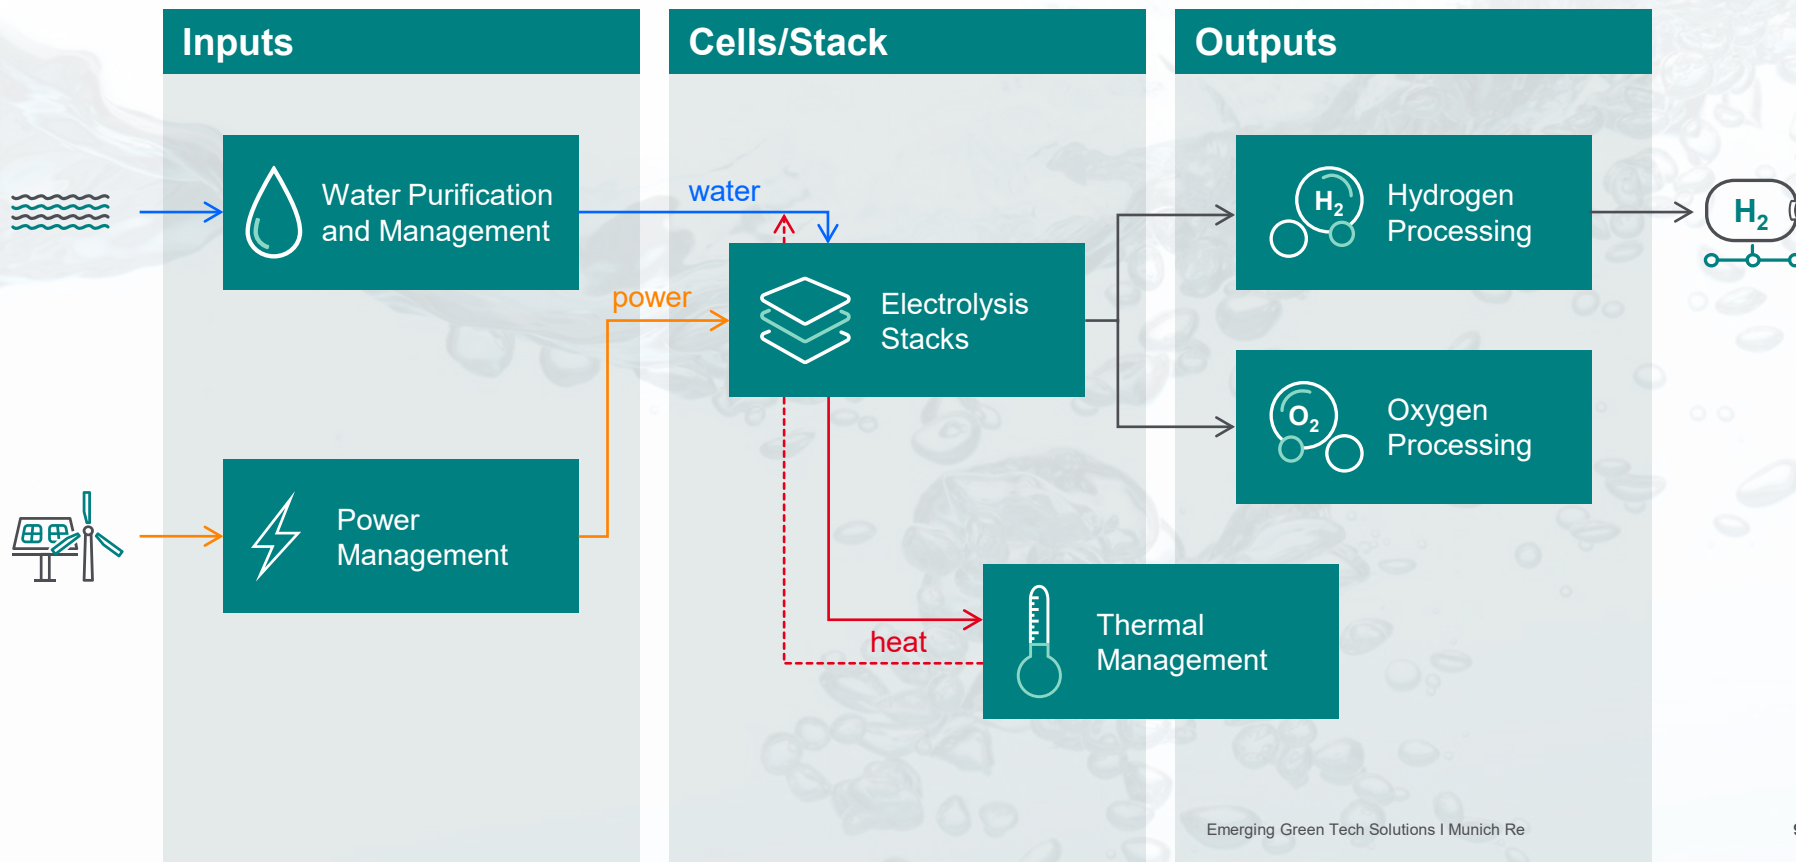 Inputs
Cells/Stack
Outputs
Water Purification
and Management
water
H2
Hydrogen
Processing
H2
power
Electrolysis
Stacks
O2
Oxygen
Processing
Power
Management
heat
Thermal
Management
Emerging Green Tech Solutions I Munich Re